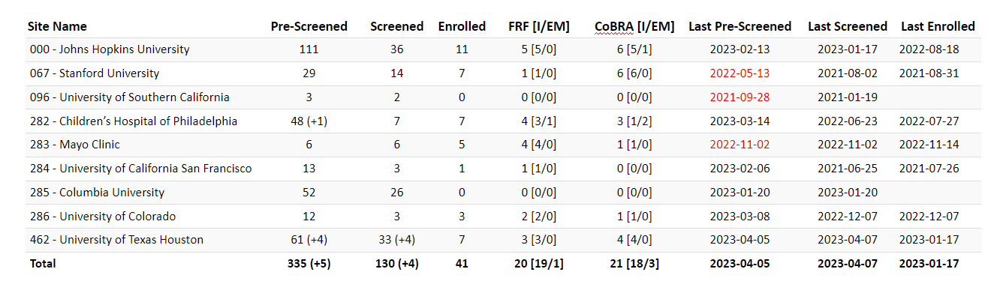 Site Name Pre-Screened Screened Enrolled FRF [I/EM] CoBRA [I/EM] Last Pre-Screened Last Screened Last Enrolled
000 - Johns Hopkins University 111 36 11 5 [5/0] 6 [5/1] 2023-02-13 2023-01-17 2022-08-18
067 - Stanford University 29 14 7 1 [1/0] 6 [6/0] 2022-05-13 2021-08-02 2021-08-31
096 - University of Southern California 3 2 0 0 [0/0] 0 [0/0] 2021-09-28 2021-01-19
282 - Children’s Hospital of Philadelphia 48 (+1) 7 7 4 [3/1] 3 [1/2] 2023-03-14 2022-06-23 2022-07-27
283 - Mayo Clinic 6 6 5 4 [4/0] 1 [1/0] 2022-11-02 2022-11-02 2022-11-14
284 - University of California San Francisco 13 3 1 1 [1/0] 0 [0/0] 2023-02-06 2021-06-25 2021-07-26
285 - Columbia University 52 26 0 0 [0/0] 0 [0/0] 2023-01-20 2023-01-20
286 - University of Colorado 12 3 3 2 [2/0] 1 [1/0] 2023-03-08 2022-12-07 2022-12-07
462 - University of Texas Houston 61 (+4) 33 (+4) 7 3 [3/0] 4 [4/0] 2023-04-05 2023-04-07 2023-01-17
Total 335 (+5) 130 (+4) 41 20 [19/1] 21 [18/3] 2023-04-05 2023-04-07 2023-01-17